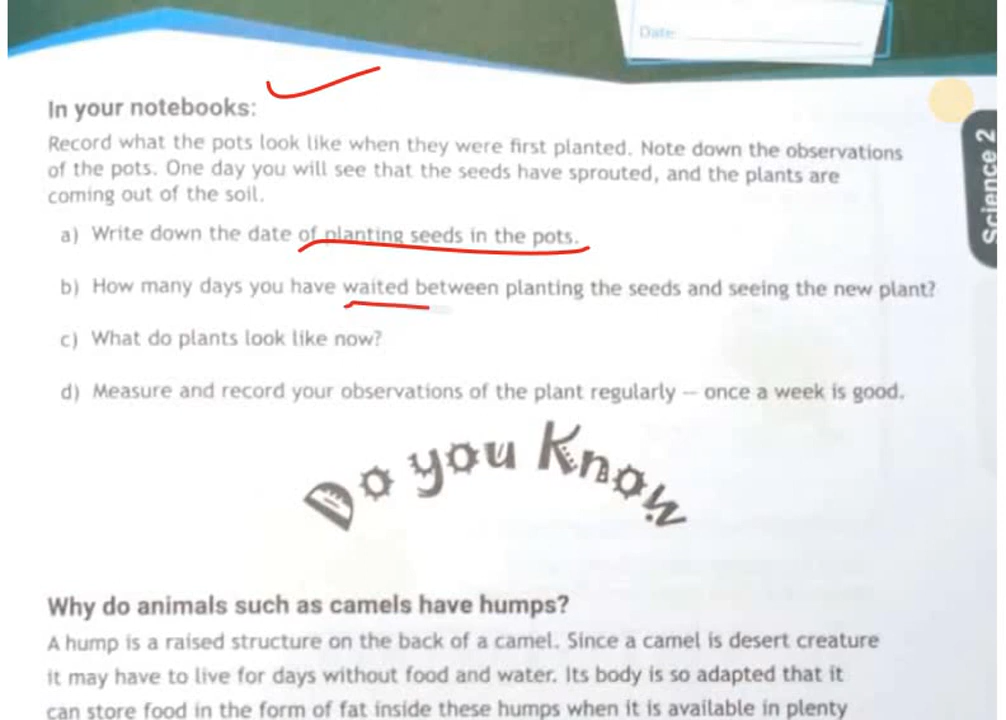 Date:
In your notebooks:
Record what the pots look like when they were first planted. Note down the observations
of the pots. One day you will see that the seeds have sprouted, and the plants are
coming out of the soil.
a) Write down the date of planting seeds in the pots.
b) How many days you have waited between planting the seeds and seeing the new plant?
c) What do plants look like now?
d) Measure and record your observations of the plant regularly – once a week is good.
Do you Know
Why do animals such as camels have humps?
A hump is a raised structure on the back of a camel. Since a camel is desert creature
it may have to live for days without food and water. Its body is so adapted that it
can store food in the form of fat inside these humps when it is available in plenty
Science 2